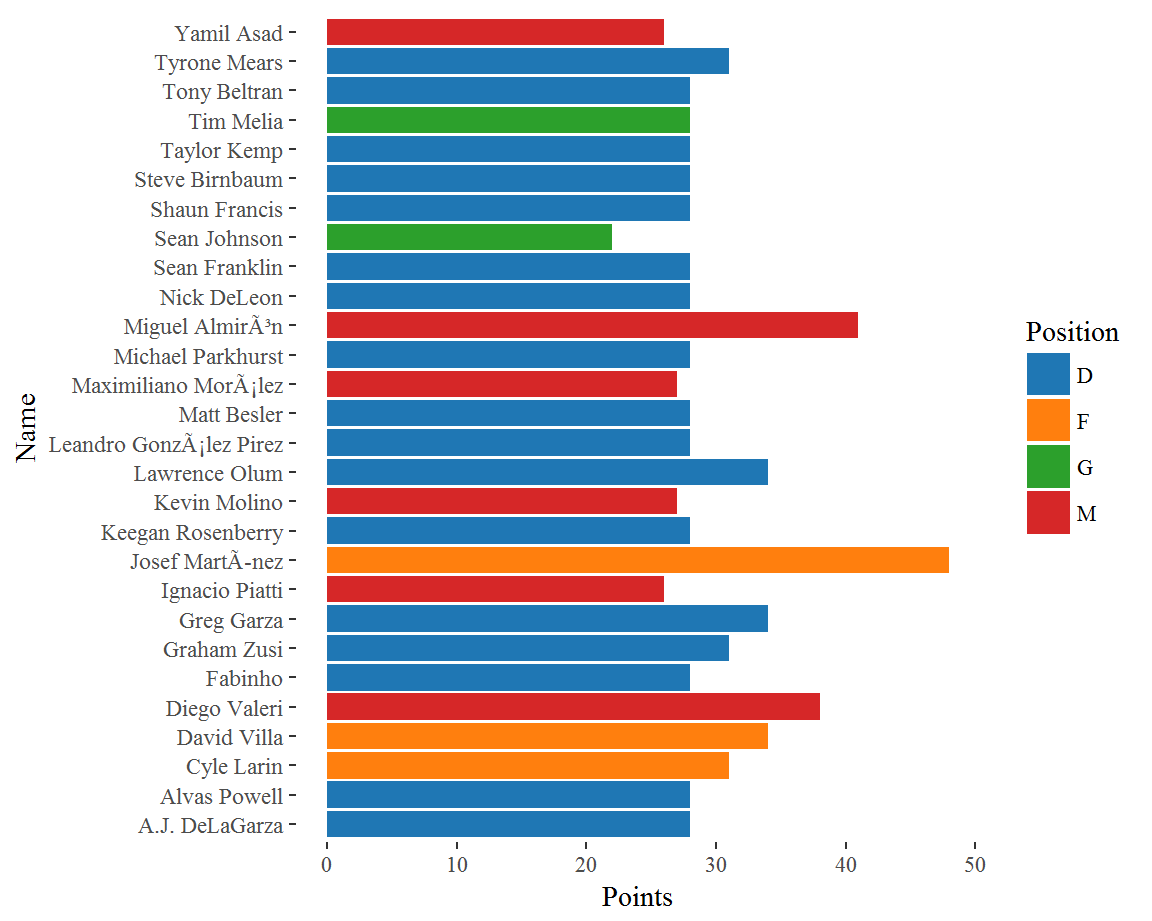 Yamil Asad
Tyrone Mears
Tony Beltran
Tim Melia
Taylor Kemp
Steve Birnbaum
Shaun Francis
Sean Johnson
Sean Franklin
Nick DeLeon
Miguel AlmirÃ³n
Michael Parkhurst
Maximiliano MorÃ¡lez
Matt Besler
Leandro GonzÃ¡lez Pirez
Lawrence Olum
Kevin Molino
Keegan Rosenberry
Josef MartÃ-nez
Ignacio Piatti
Greg Garza
Graham Zusi
Fabinho
Diego Valeri
David Villa
Cyle Larin
Alvas Powell
A.J. DeLaGarza
Name
0 10 20 30 40 50
Points
Position
D
F
G
M